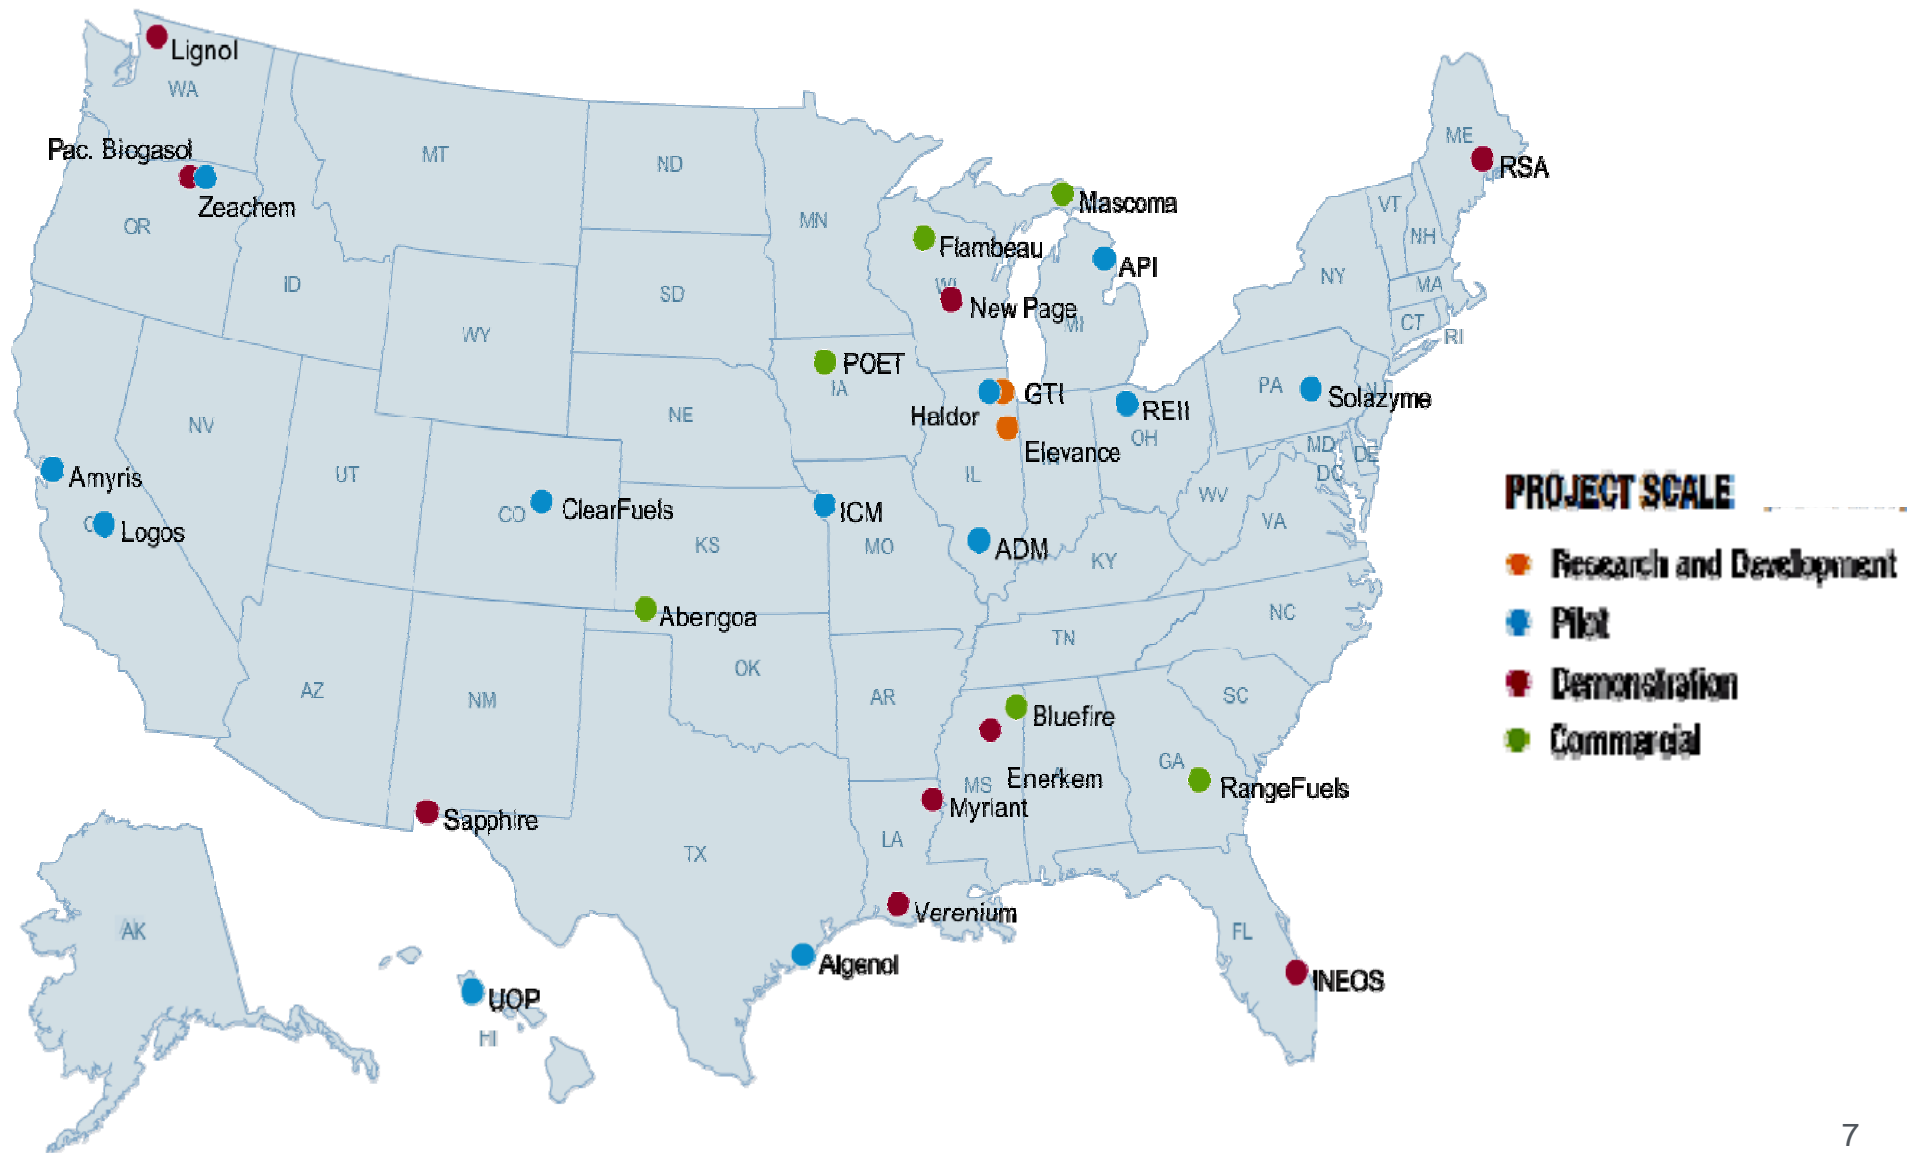 Lignol
WA
Pac. Biogasol
Zeachem
OR
MT
ND
MN
ID
SD
WY
Mascoma
Flambeau
API
WI
New Page
MI
ME
RSA
VT
NH
NY
MA
CT
RI
POET
IA
NE
NV
UT
Haldor
GTI
Elevance
IL
REII
OH
PA
Solazyme
NJ
MD
DE
DC
WV
VA
Amyris
Logos
CO
ClearFuels
KS
ICM
MO
ADM
KY
PROJECT SCALE
Research and Development
Pilot
Demonstration
Commercial
Abengoa
OK
TN
NC
AZ
NM
AR
SC
Bluefire
Enerkem
MS
Myriant
GA
RangeFuels
Sapphire
TX
LA
Verenium
Algenol
FL
INEOS
AK
UOP
HI
7